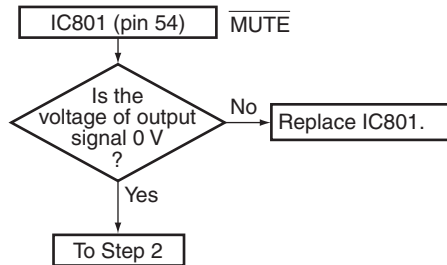 IC801 (pin 54)
MUTE
Is the
voltage of output
signal 0 V
?
No
Replace IC801.
Yes
To Step 2